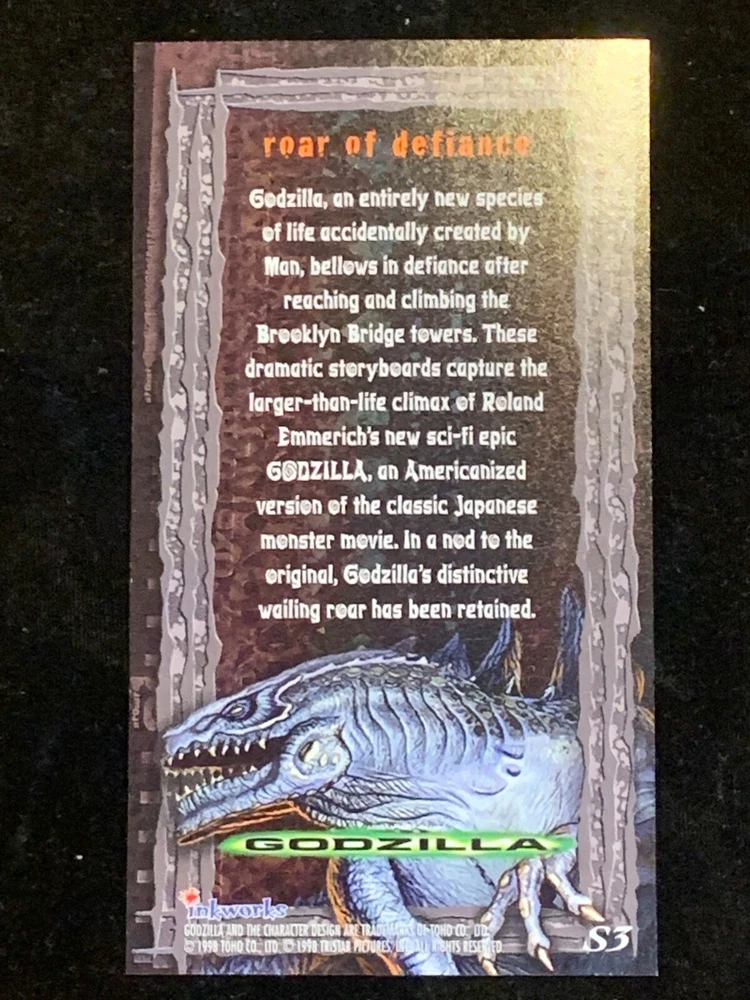 roar of defiance
Godzilla, an entirely new species
of life accidentally created by
Man, bellows in defiance after
reaching and climbing the
Brooklyn Bridge towers. These
dramatic storyboards capture the
larger-than-life climax of Roland
Emmerich's new sci-fi epic
GODZILLA, an Americanized
version of the classic Japanese
monster movie. In a nod to the
original, Godzilla's distinctive
wailing roar has been retained.
GODZILLA
inkworks
GODZILLA AND THE CHARACTER DESIGN ARE TRADEMARKS OF TOHO CO., LTD.
© 1998 TOHO CO., LTD. © 1998 TRISTAR PICTURES, INC. ALL RIGHTS RESERVED
S3